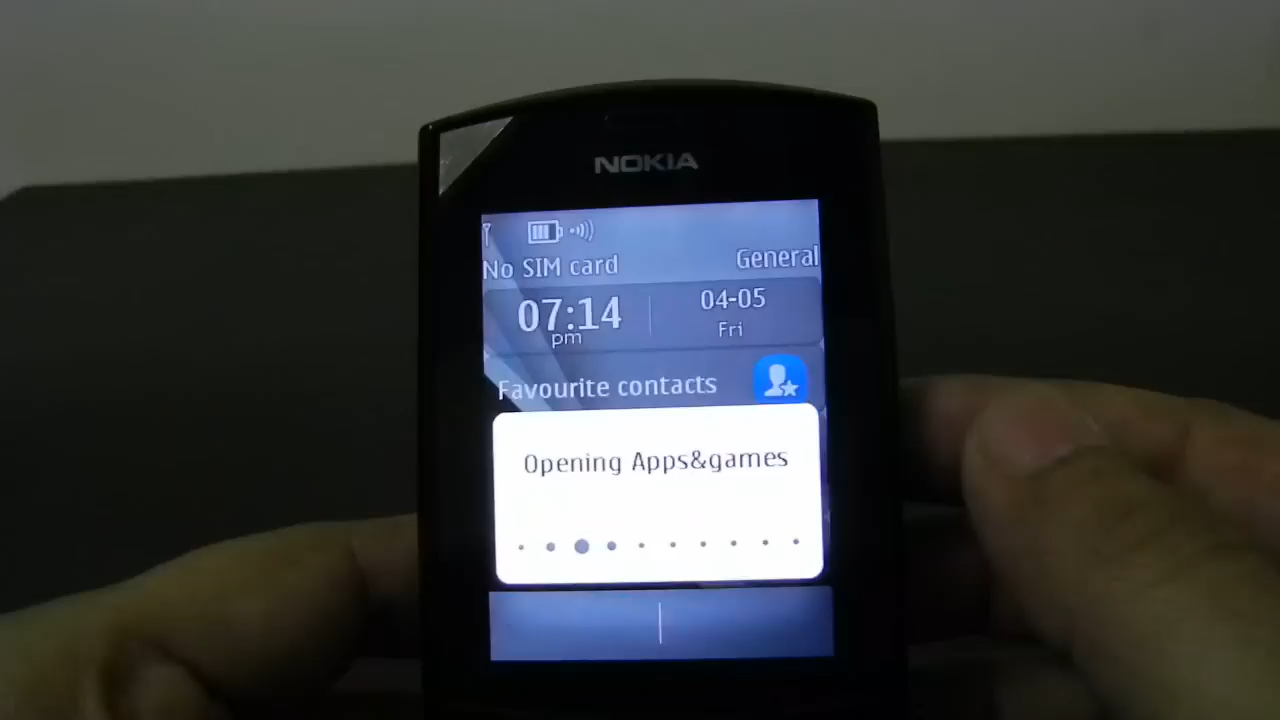 NOKIA
No SIM card
General
07:14
pm
04-05
Fri
Favourite contacts
Opening Apps&games